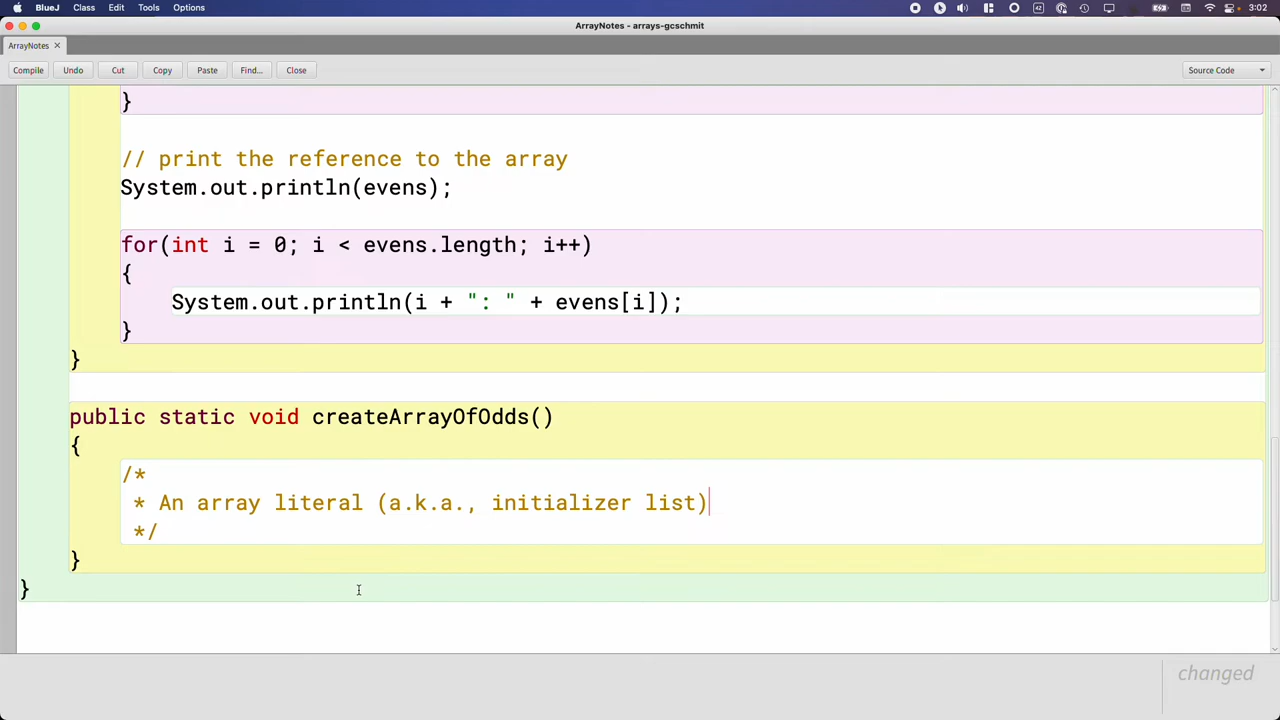 BlueJ Class Edit Tools Options 42 3:02
ArrayNotes - arrays-gcschmit
ArrayNotes ×
Compile Undo Cut Copy Paste Find... Close Source Code
}
// print the reference to the array
System.out.println(evens);
for(int i = 0; i < evens.length; i++)
{
System.out.println(i + ": " + evens[i]);
}
}
public static void createArrayOfOdds()
{
/*
* An array literal (a.k.a., initializer list)
*/
}
}
changed